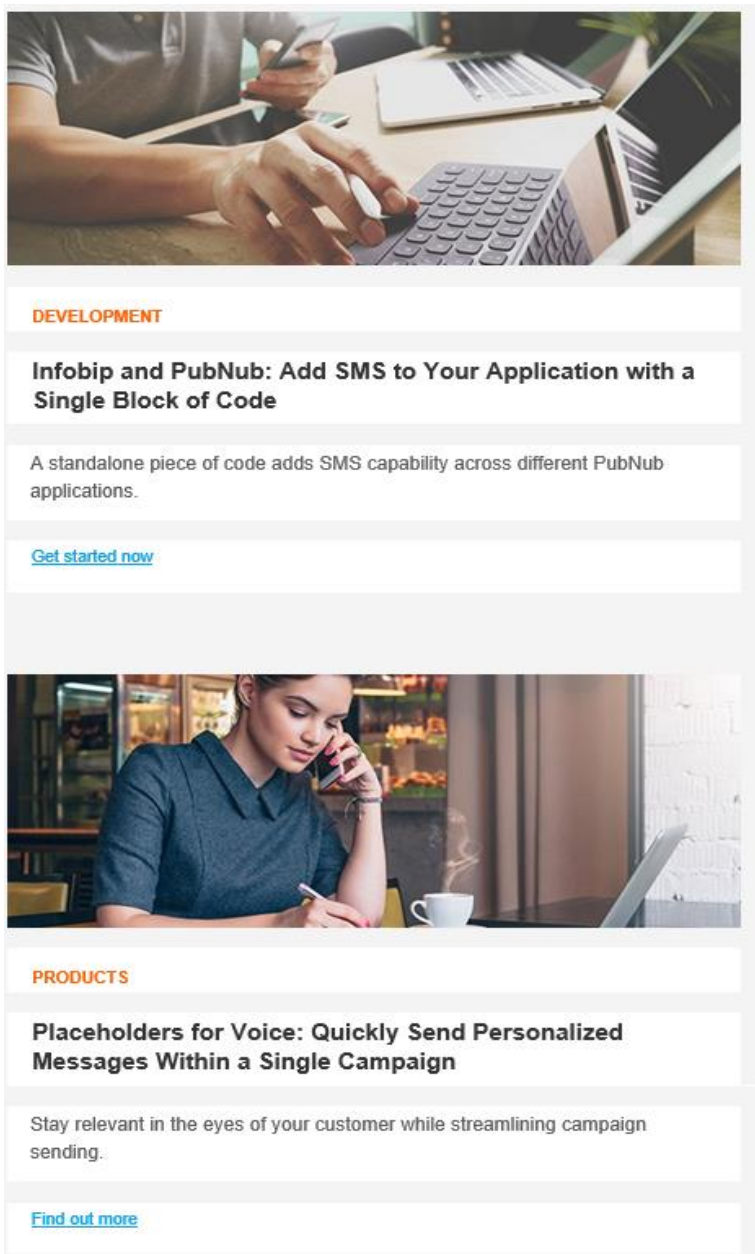 DEVELOPMENT
Infobip and PubNub: Add SMS to Your Application with a
Single Block of Code
A standalone piece of code adds SMS capability across different PubNub
applications.
Get started now
PRODUCTS
Placeholders for Voice: Quickly Send Personalized
Messages Within a Single Campaign
Stay relevant in the eyes of your customer while streamlining campaign
sending.
Find out more